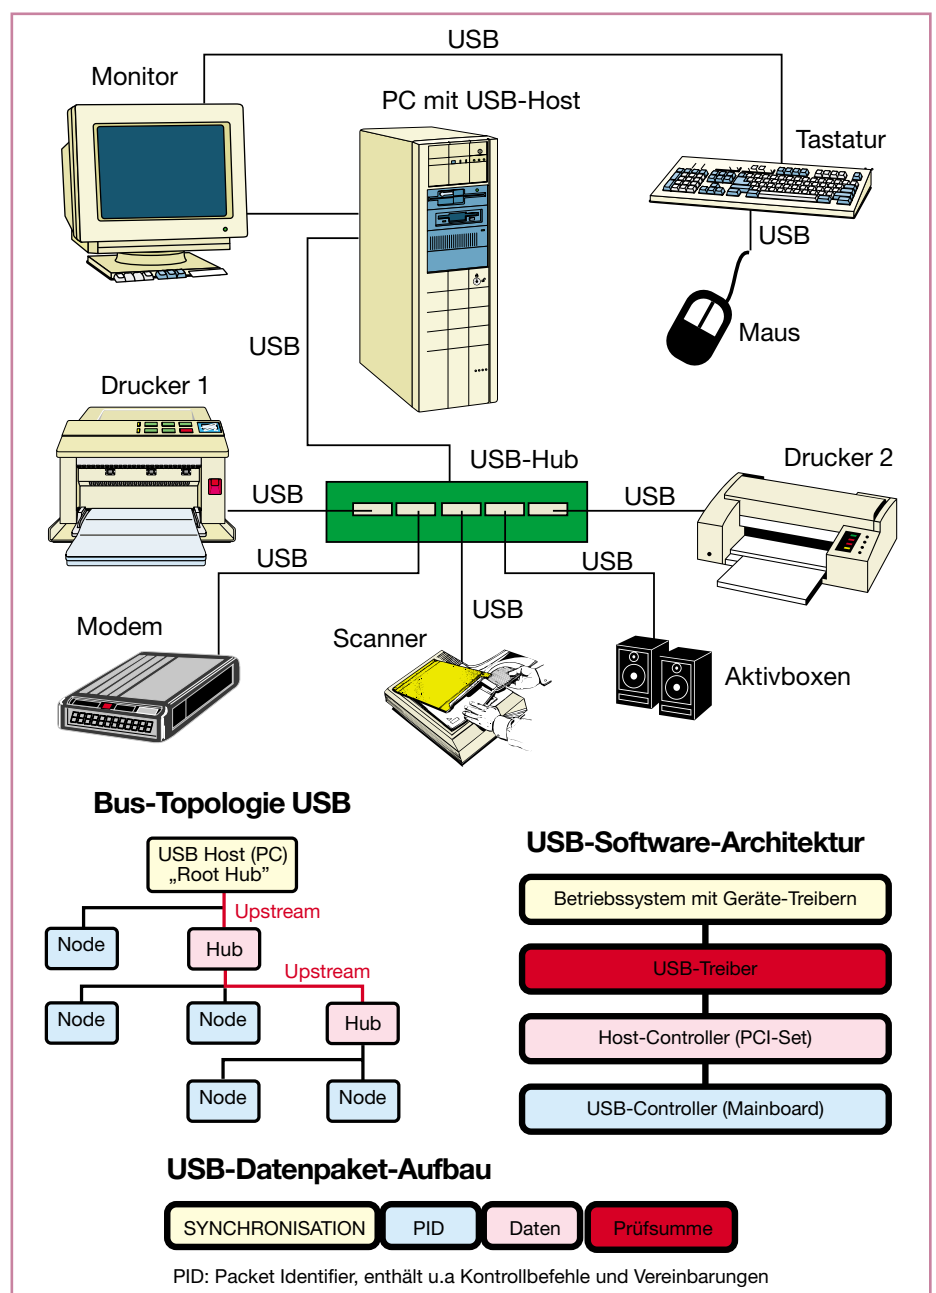 USB
Monitor
PC mit USB-Host
Tastatur
USB
Maus
USB
Drucker 1
USB-Hub
Drucker 2
USB
USB
USB
USB
USB
Modem
Scanner
Aktivboxen
Bus-Topologie USB
USB Host (PC)
„Root Hub”
Upstream
Node
Hub
Upstream
Node
Node
Hub
Node
Node
USB-Software-Architektur
Betriebssystem mit Geräte-Treibern
USB-Treiber
Host-Controller (PCI-Set)
USB-Controller (Mainboard)
USB-Datenpaket-Aufbau
SYNCHRONISATION
PID
Daten
Prüfsumme
PID: Packet Identifier, enthält u.a Kontrollbefehle und Vereinbarungen